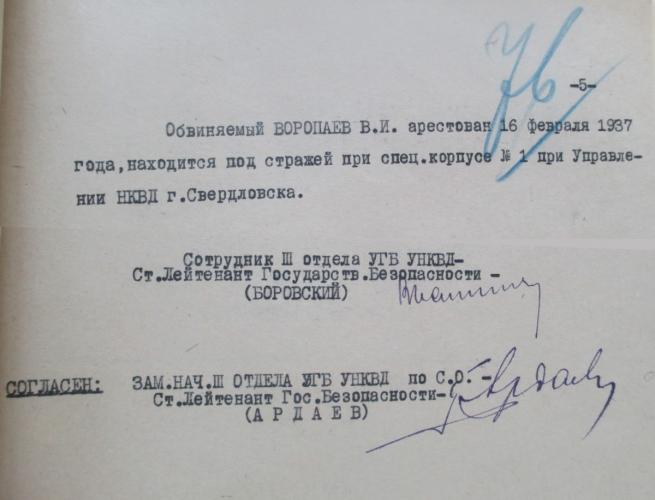 76
-5-
Обвиняемый ВОРОПАЕВ В.И. арестован 16 февраля 1937
года,находится под стражей при спец.корпусе № 1 при Управле-
нии НКВД г.Свердловска.
Сотрудник III отдела УГБ УНКВД-
Ст.Лейтенант Государств.Безопасности -
(БОРОВСКИЙ)
СОГЛАСЕН: ЗАМ.НАЧ.III ОТДЕЛА УГБ УНКВД по С.О. -
Ст.Лейтенант Гос.Безопасности-
(А Р Д А Е В)